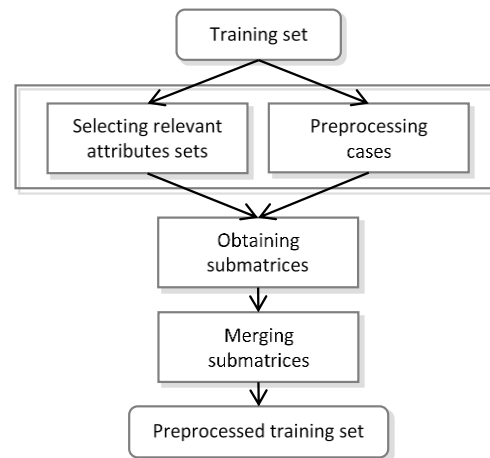 Training set
Selecting relevant
attributes sets
Preprocessing
cases
Obtaining
submatrices
Merging
submatrices
Preprocessed training set